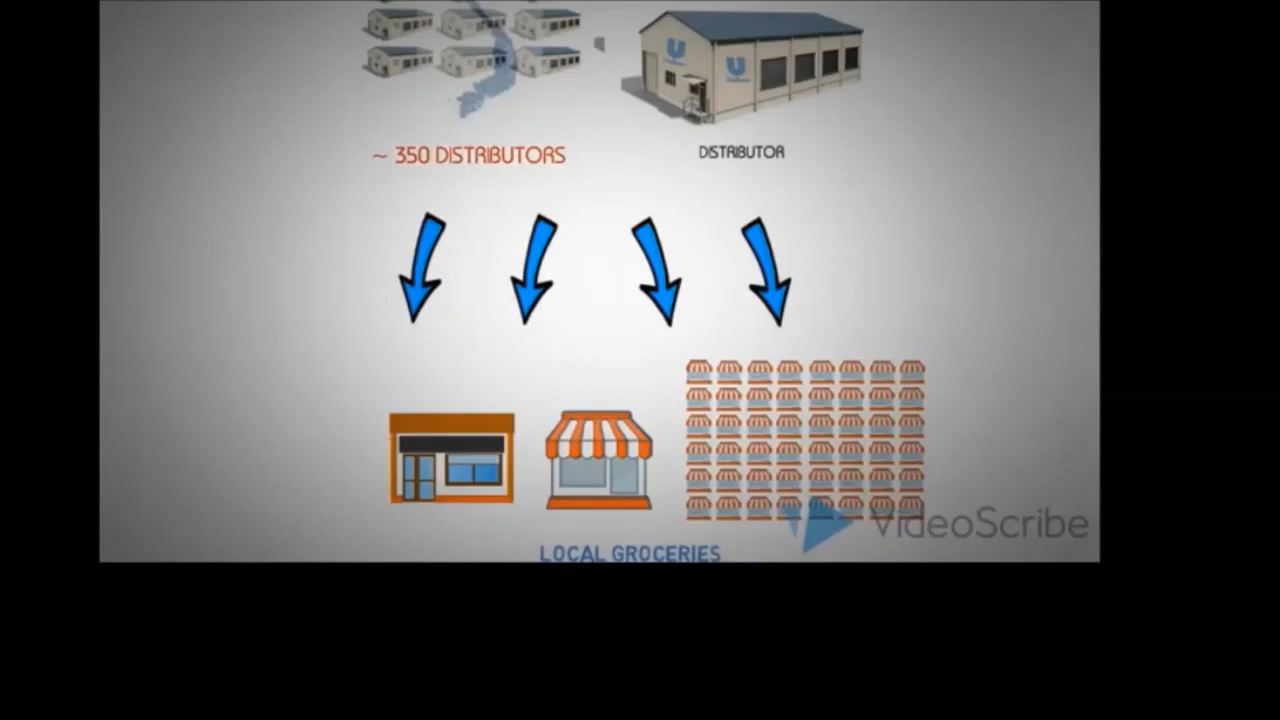 ~ 350 DISTRIBUTORS
DISTRIBUTOR
LOCAL GROCERIES
VideoScribe